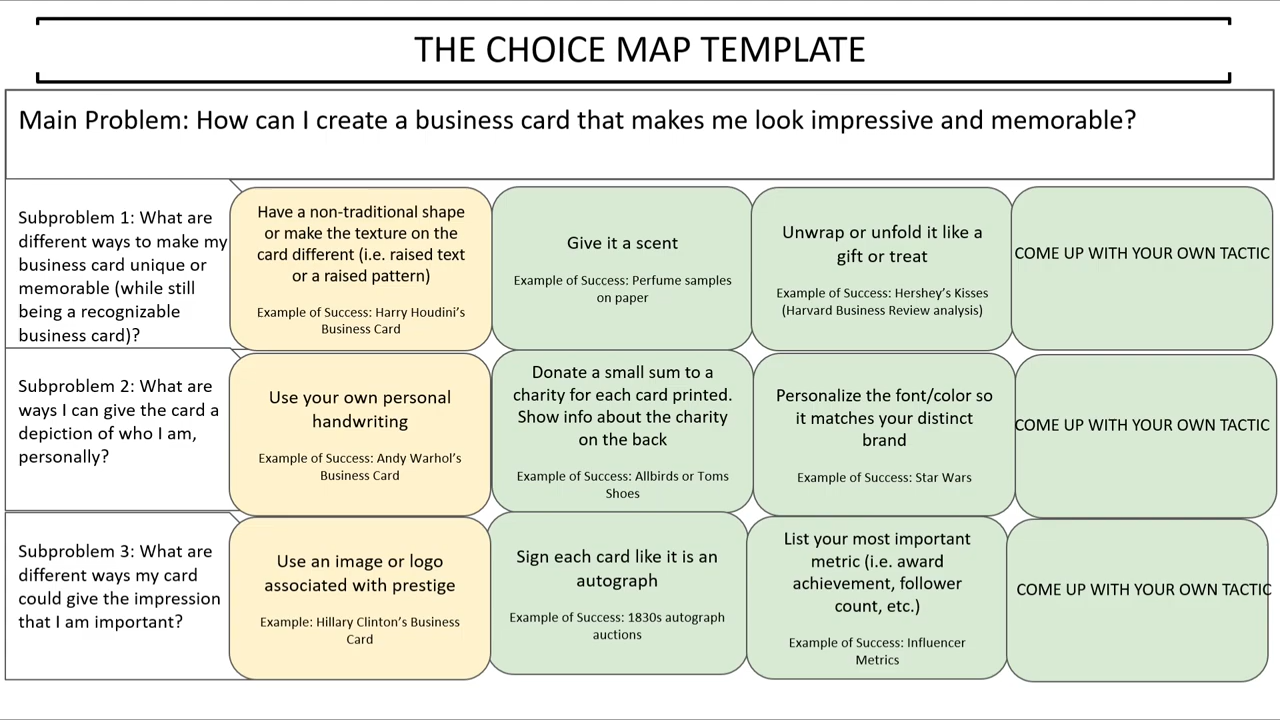 THE CHOICE MAP TEMPLATE
Main Problem: How can I create a business card that makes me look impressive and memorable?
Subproblem 1: What are
different ways to make my
business card unique or
memorable (while still
being a recognizable
business card)?
Have a non-traditional shape
or make the texture on the
card different (i.e. raised text
or a raised pattern)
Example of Success: Harry Houdini's
Business Card
Give it a scent
Example of Success: Perfume samples
on paper
Unwrap or unfold it like a
gift or treat
Example of Success: Hershey's Kisses
(Harvard Business Review analysis)
COME UP WITH YOUR OWN TACTIC
Subproblem 2: What are
ways I can give the card a
depiction of who I am,
personally?
Use your own personal
handwriting
Example of Success: Andy Warhol's
Business Card
Donate a small sum to a
charity for each card printed.
Show info about the charity
on the back
Example of Success: Allbirds or Toms
Shoes
Personalize the font/color so
it matches your distinct
brand
Example of Success: Star Wars
COME UP WITH YOUR OWN TACTIC
Subproblem 3: What are
different ways my card
could give the impression
that I am important?
Use an image or logo
associated with prestige
Example: Hillary Clinton's Business
Card
Sign each card like it is an
autograph
Example of Success: 1830s autograph
auctions
List your most important
metric (i.e. award
achievement, follower
count, etc.)
Example of Success: Influencer
Metrics
COME UP WITH YOUR OWN TACTIC